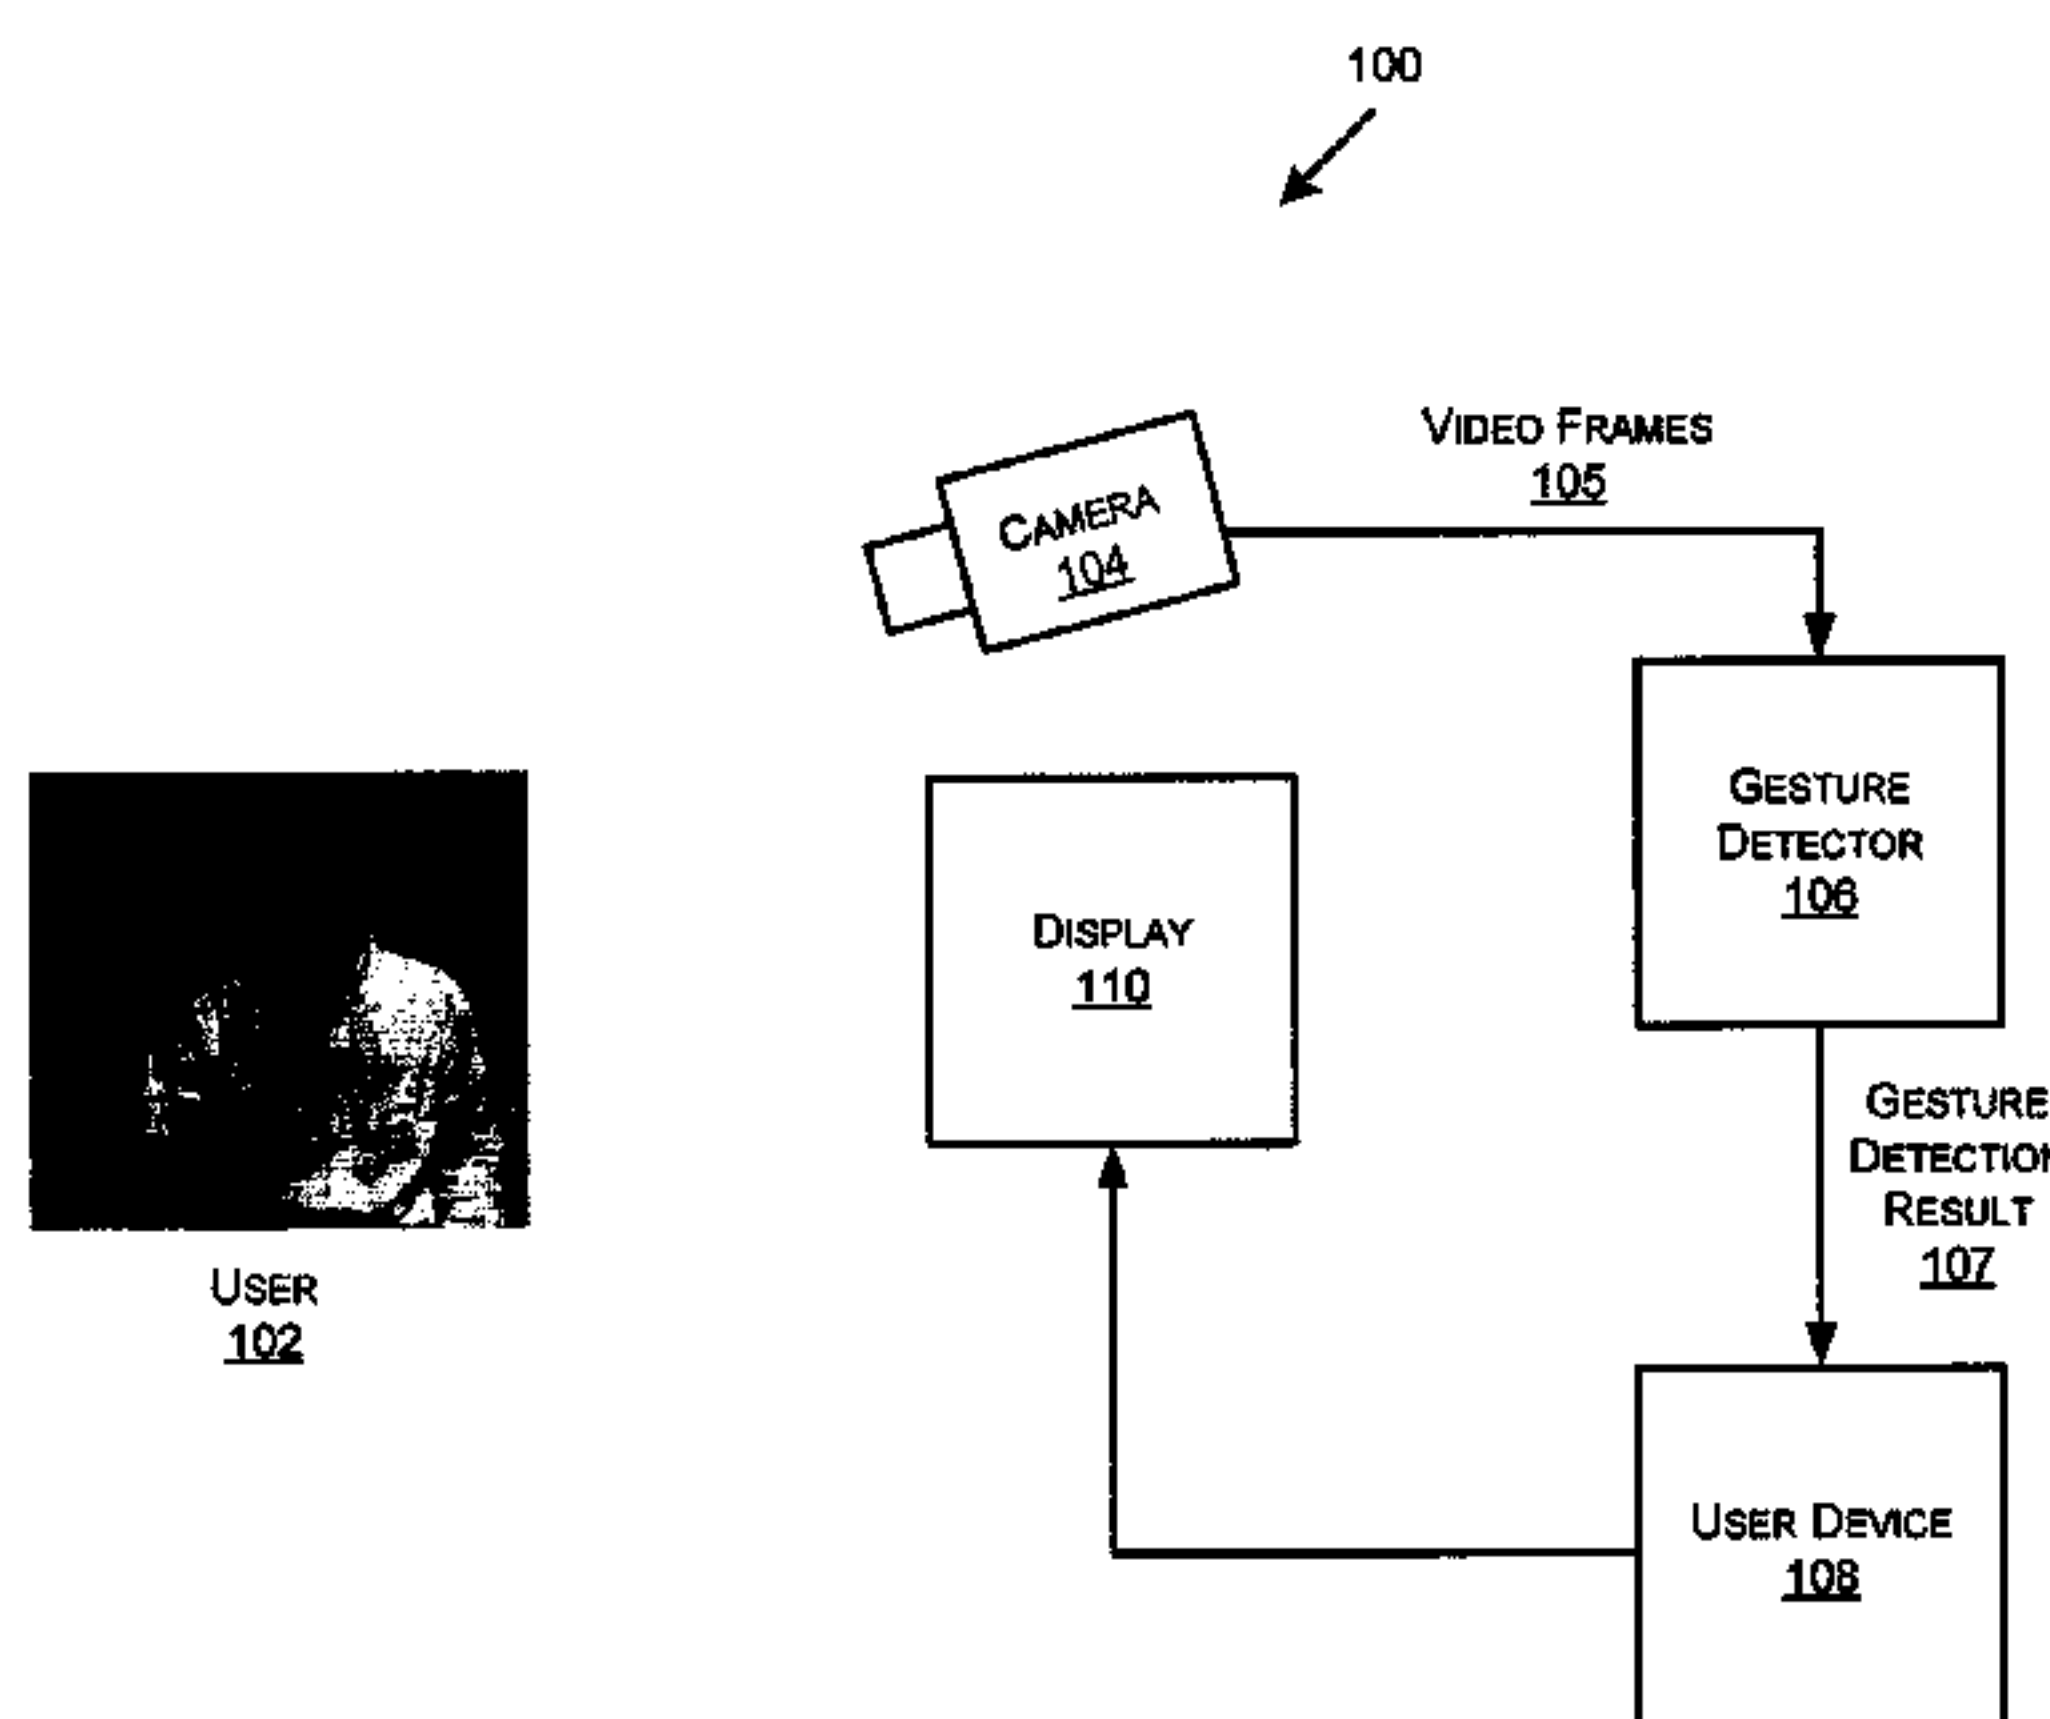 100
VIDEO FRAMES
105
CAMERA
104
GESTURE
DETECTOR
106
DISPLAY
110
GESTURE
DETECTION
RESULT
107
USER
102
USER DEVICE
108